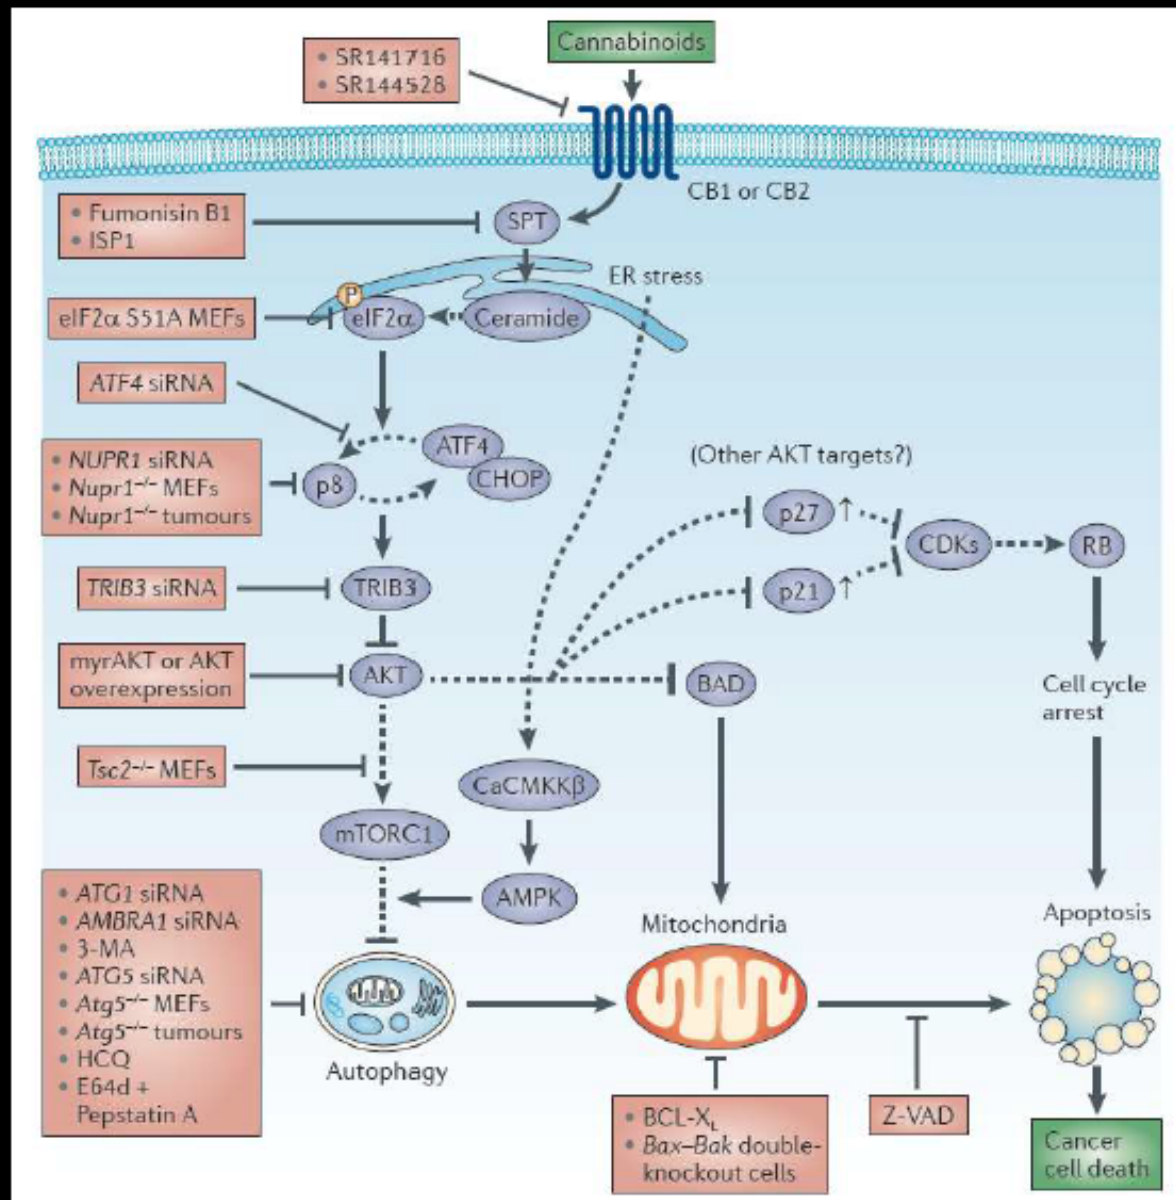 Cannabinoids
• SR141716
• SR144528
CB1 or CB2
• Fumonisin B1
• ISP1
SPT
ER stress
P
eIF2α S51A MEFs
eIF2α
Ceramide
ATF4 siRNA
ATF4
CHOP
(Other AKT targets?)
• NUPR1 siRNA
• Nupr1⁻/⁻ MEFs
• Nupr1⁻/⁻ tumours
p8
p27 ↑
CDKs
RB
TRIB3 siRNA
TRIB3
p21 ↑
myrAKT or AKT
overexpression
AKT
BAD
Cell cycle
arrest
Tsc2⁻/⁻ MEFs
CaCMKKβ
mTORC1
AMPK
• ATG1 siRNA
• AMBRA1 siRNA
• 3-MA
• ATG5 siRNA
• Atg5⁻/⁻ MEFs
• Atg5⁻/⁻ tumours
• HCQ
• E64d +
Pepstatin A
Autophagy
Mitochondria
Apoptosis
• BCL-X_L
• Bax–Bak double-
knockout cells
Z-VAD
Cancer
cell death